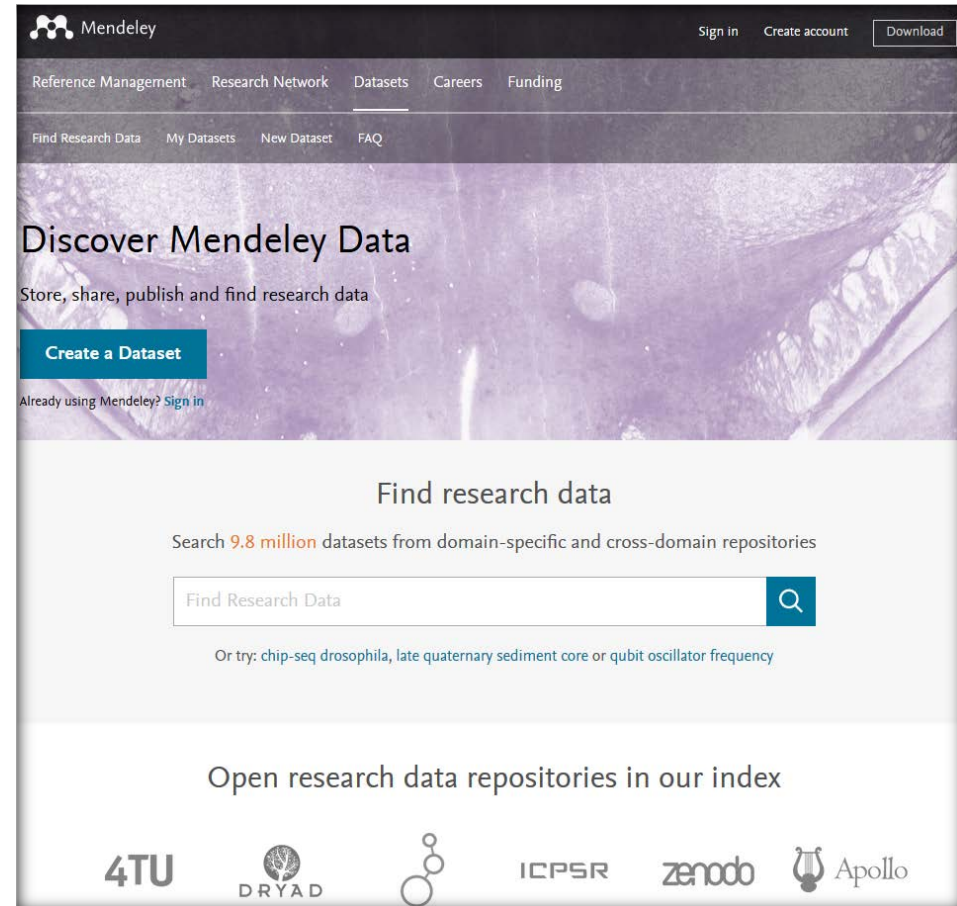 Mendeley
Sign in Create account Download
Reference Management Research Network Datasets Careers Funding
Find Research Data My Datasets New Dataset FAQ
Discover Mendeley Data
Store, share, publish and find research data
Create a Dataset
Already using Mendeley? Sign in
Find research data
Search 9.8 million datasets from domain-specific and cross-domain repositories
Find Research Data
Or try: chip-seq drosophila, late quaternary sediment core or qubit oscillator frequency
Open research data repositories in our index
4TU DRYAD ICPSR zenodo Apollo